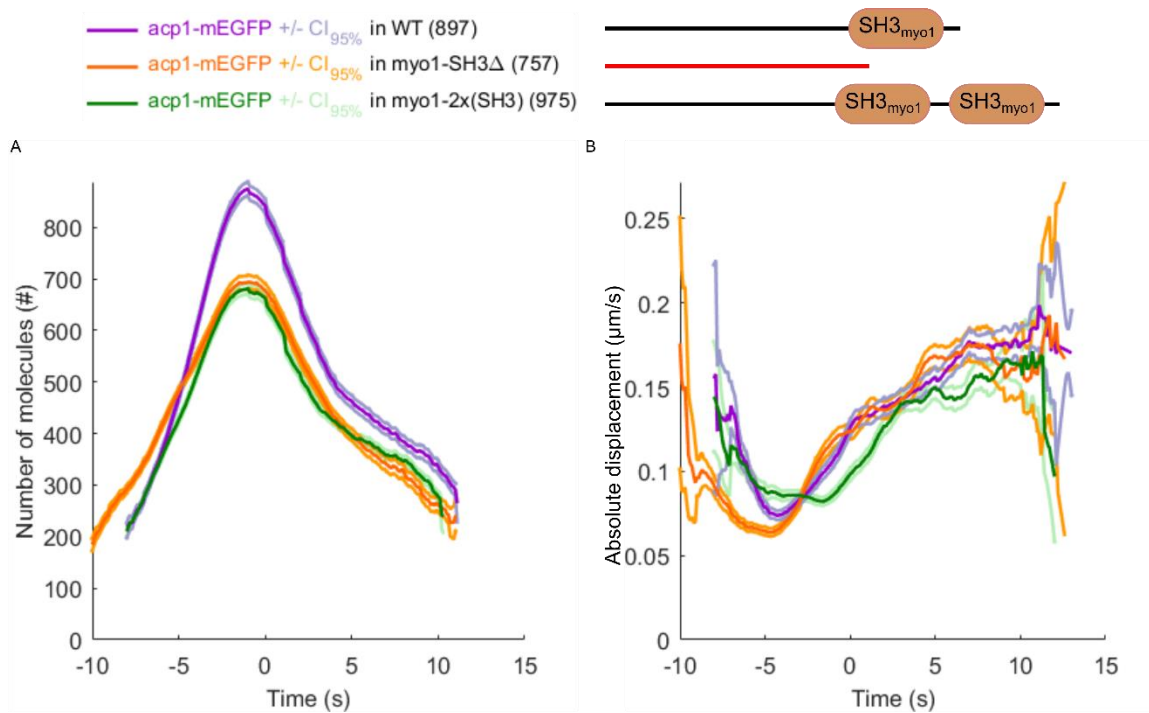 acp1-mEGFP +/- CI95% in WT (897)
acp1-mEGFP +/- CI95% in myo1-SH3Δ (757)
acp1-mEGFP +/- CI95% in myo1-2x(SH3) (975)
SH3myo1
SH3myo1 SH3myo1
A
Number of molecules (#)
800
700
600
500
400
300
200
100
0
-10 -5 0 5 10 15
Time (s)
B
Absolute displacement (μm/s)
0.25
0.2
0.15
0.1
0.05
0
-10 -5 0 5 10 15
Time (s)